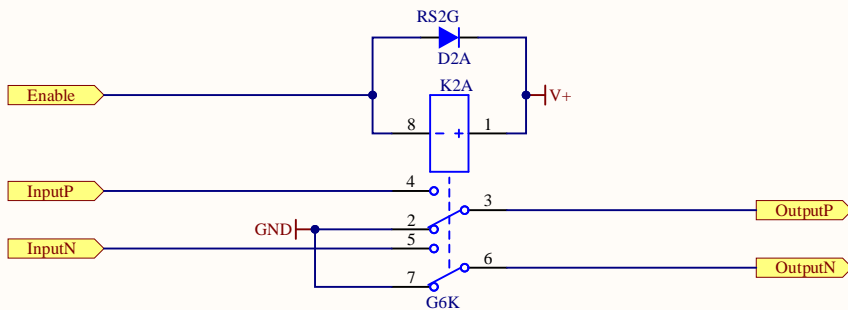 RS2G
D2A
Enable
K2A
V+
8
- +
1
InputP
4
3
OutputP
GND
2
InputN
5
6
OutputN
7
G6K